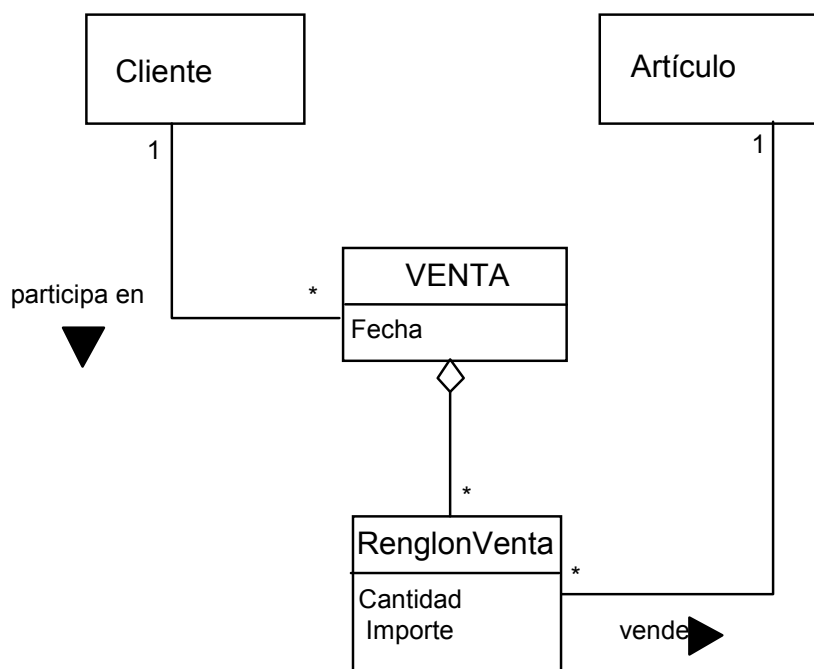 Cliente
Artículo
1
1
participa en
*
VENTA
Fecha
*
RenglonVenta
*
Cantidad
Importe
vende